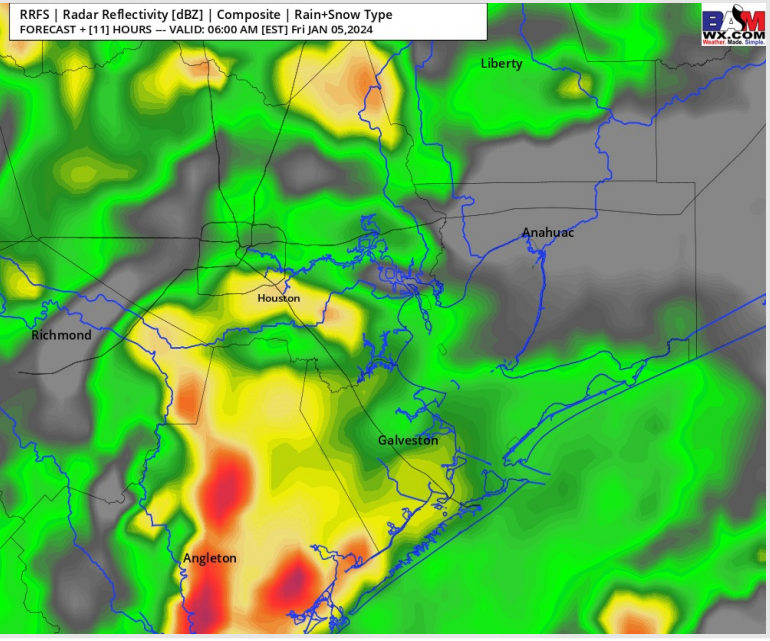 RRFS | Radar Reflectivity [dBZ] | Composite | Rain+Snow Type
FORECAST + [11] HOURS --- VALID: 06:00 AM [EST] Fri JAN 05,2024
BAM
WX.COM
Weather. Made. Simple.
Liberty
Anahuac
Houston
Richmond
Galveston
Angleton